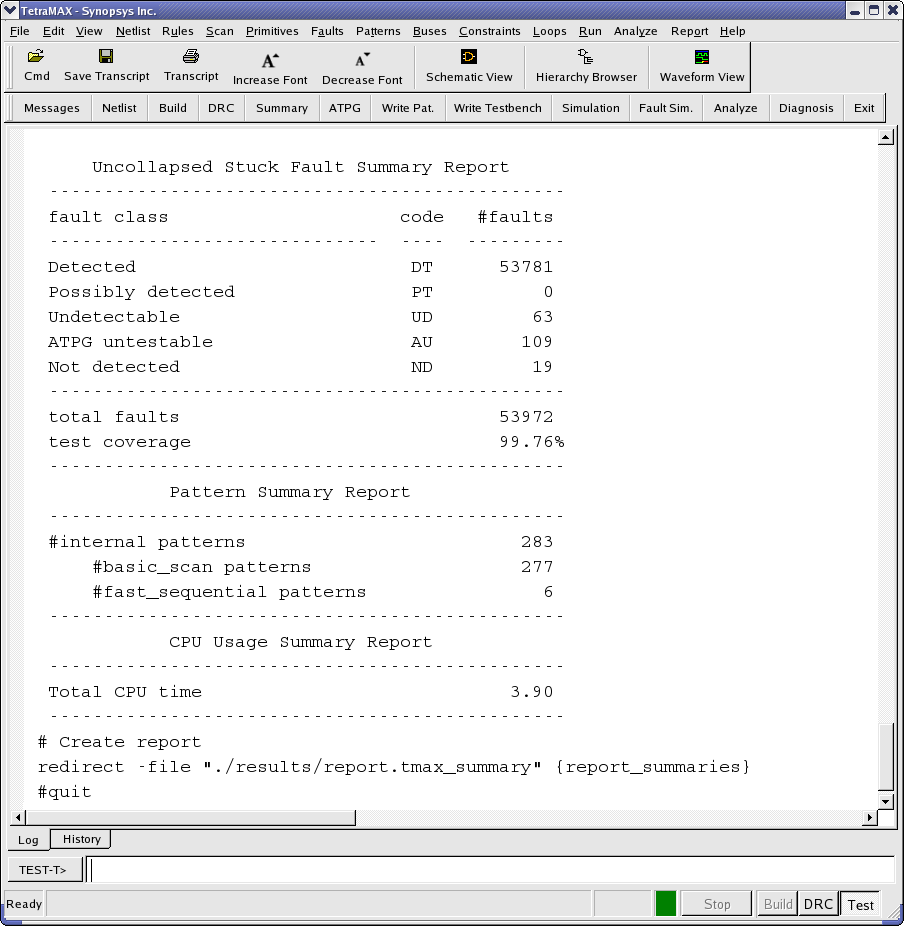 TetraMAX - Synopsys Inc.
File Edit View Netlist Rules Scan Primitives Faults Patterns Buses Constraints Loops Run Analyze Report Help
Cmd Save Transcript Transcript Increase Font Decrease Font Schematic View Hierarchy Browser Waveform View
Messages Netlist Build DRC Summary ATPG Write Pat. Write Testbench Simulation Fault Sim. Analyze Diagnosis Exit
Uncollapsed Stuck Fault Summary Report
-----------------------------------------------
fault class code #faults
------------------------------ ---- ---------
Detected DT 53781
Possibly detected PT 0
Undetectable UD 63
ATPG untestable AU 109
Not detected ND 19
-----------------------------------------------
total faults 53972
test coverage 99.76%
-----------------------------------------------
Pattern Summary Report
-----------------------------------------------
#internal patterns 283
#basic_scan patterns 277
#fast_sequential patterns 6
-----------------------------------------------
CPU Usage Summary Report
-----------------------------------------------
Total CPU time 3.90
-----------------------------------------------
# Create report
redirect -file "./results/report.tmax_summary" {report_summaries}
#quit
Log History
TEST-T>
Ready Stop Build DRC Test